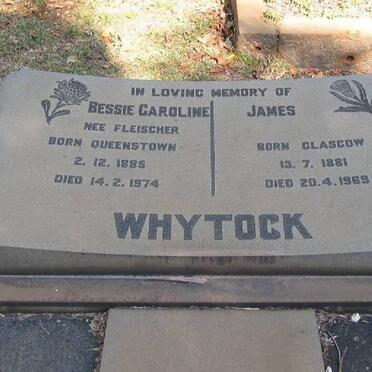 IN LOVING MEMORY OF
BESSIE CAROLINE
NEE FLEISCHER
BORN QUEENSTOWN
2. 12. 1885
DIED 14. 2. 1974
JAMES
BORN GLASGOW
13. 7. 1881
DIED 20. 4. 1969
WHYTOCK